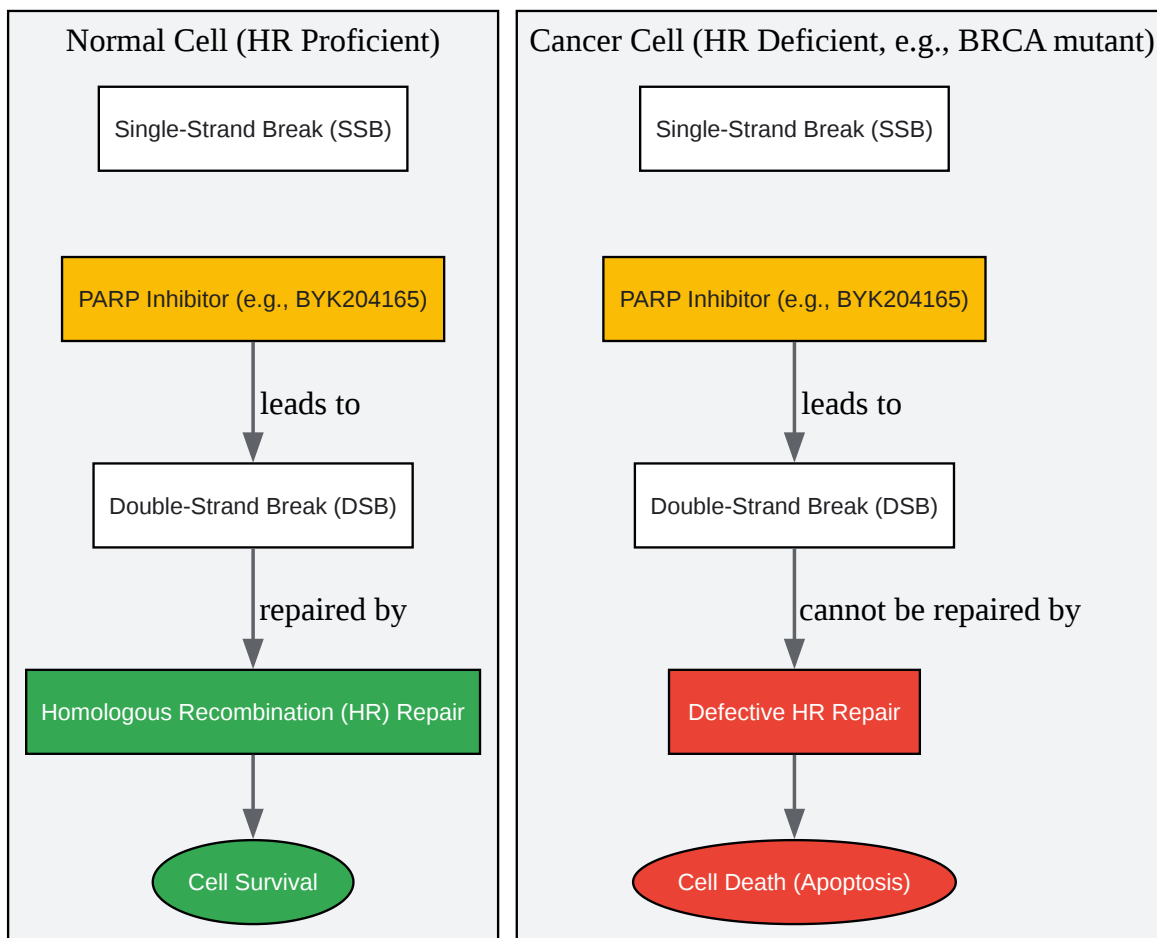 Normal Cell (HR Proficient)
Single-Strand Break (SSB)
PARP Inhibitor (e.g., BYK204165)
leads to
Double-Strand Break (DSB)
repaired by
Homologous Recombination (HR) Repair
Cell Survival
Cancer Cell (HR Deficient, e.g., BRCA mutant)
Single-Strand Break (SSB)
PARP Inhibitor (e.g., BYK204165)
leads to
Double-Strand Break (DSB)
cannot be repaired by
Defective HR Repair
Cell Death (Apoptosis)